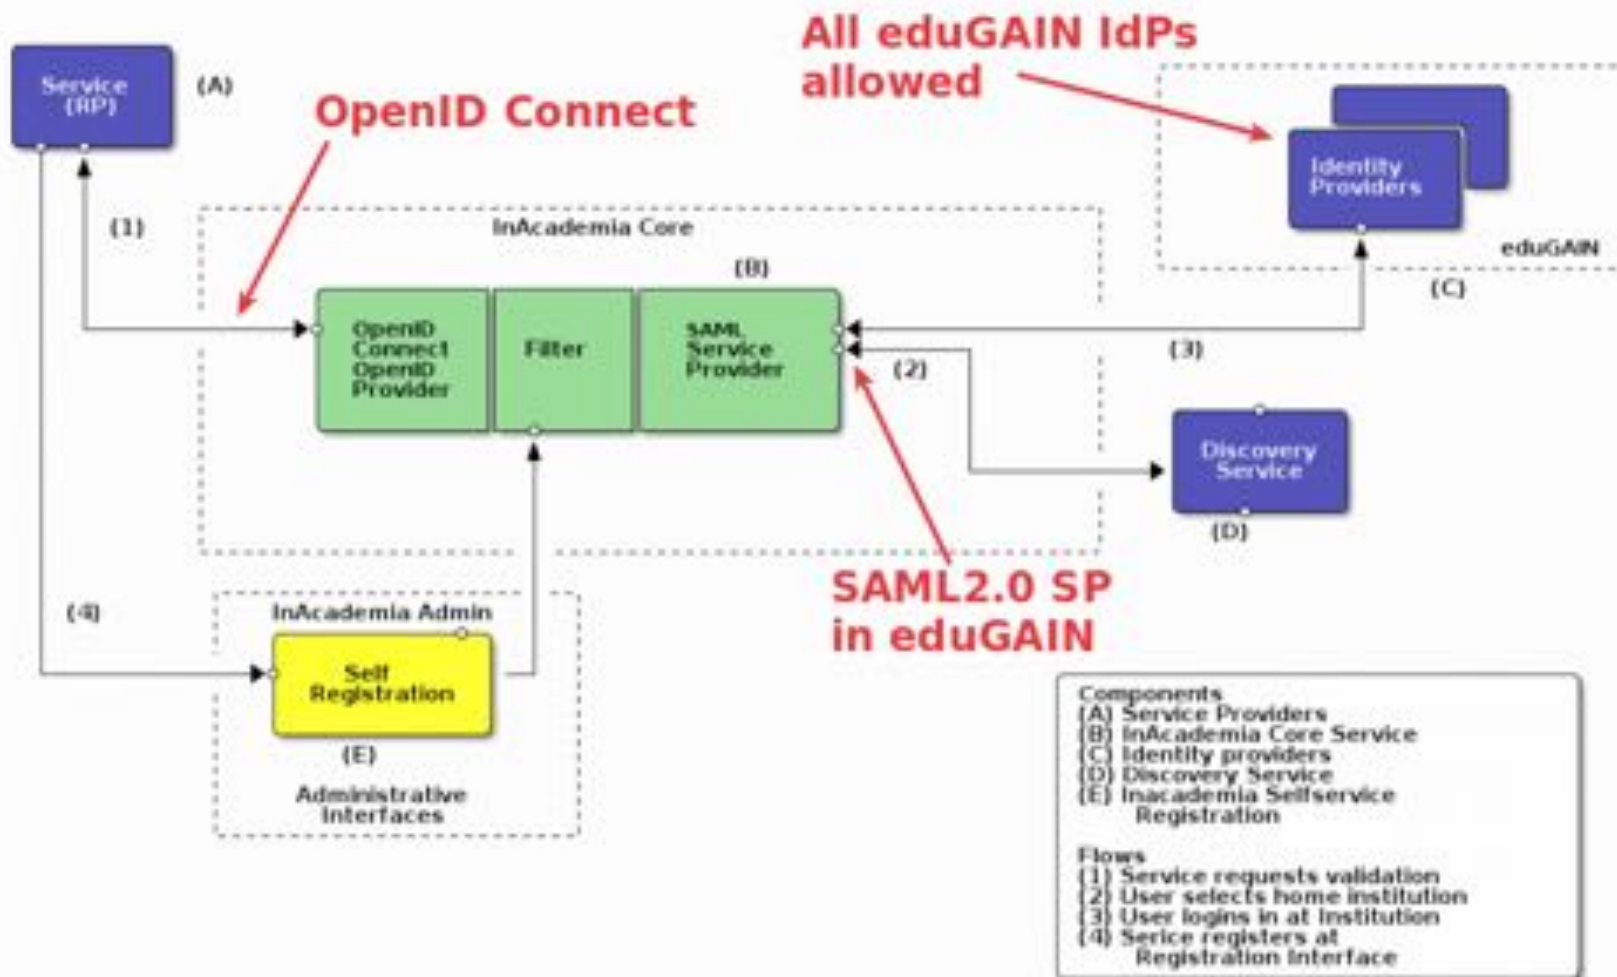 All eduGAIN IdPs
allowed
Service
(RP)
(A)
OpenID Connect
Identity
Providers
eduGAIN
(C)
(1)
InAcademia Core
(B)
OpenID
Connect
OpenID
Provider
Filter
SAML
Service
Provider
(2)
(3)
Discovery
Service
(D)
SAML2.0 SP
in eduGAIN
(4)
InAcademia Admin
Self
Registration
(E)
Administrative
Interfaces
Components
(A) Service Providers
(B) InAcademia Core Service
(C) Identity providers
(D) Discovery Service
(E) Inacademia Selfservice
Registration
Flows
(1) Service requests validation
(2) User selects home institution
(3) User logins in at Institution
(4) Serice registers at
Registration Interface